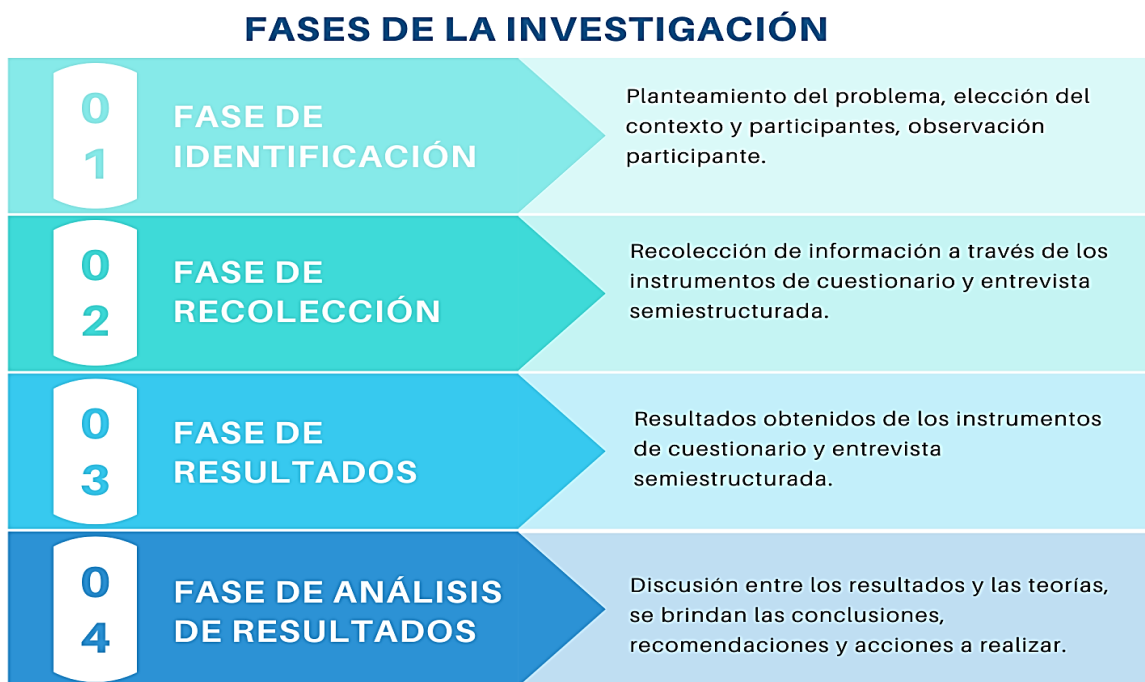 FASES DE LA INVESTIGACIÓN
0
1
FASE DE
IDENTIFICACIÓN
Planteamiento del problema, elección del
contexto y participantes, observación
participante.
0
2
FASE DE
RECOLECCIÓN
Recolección de información a través de los
instrumentos de cuestionario y entrevista
semiestructurada.
0
3
FASE DE
RESULTADOS
Resultados obtenidos de los instrumentos
de cuestionario y entrevista
semiestructurada.
0
4
FASE DE ANÁLISIS
DE RESULTADOS
Discusión entre los resultados y las teorías,
se brindan las conclusiones,
recomendaciones y acciones a realizar.